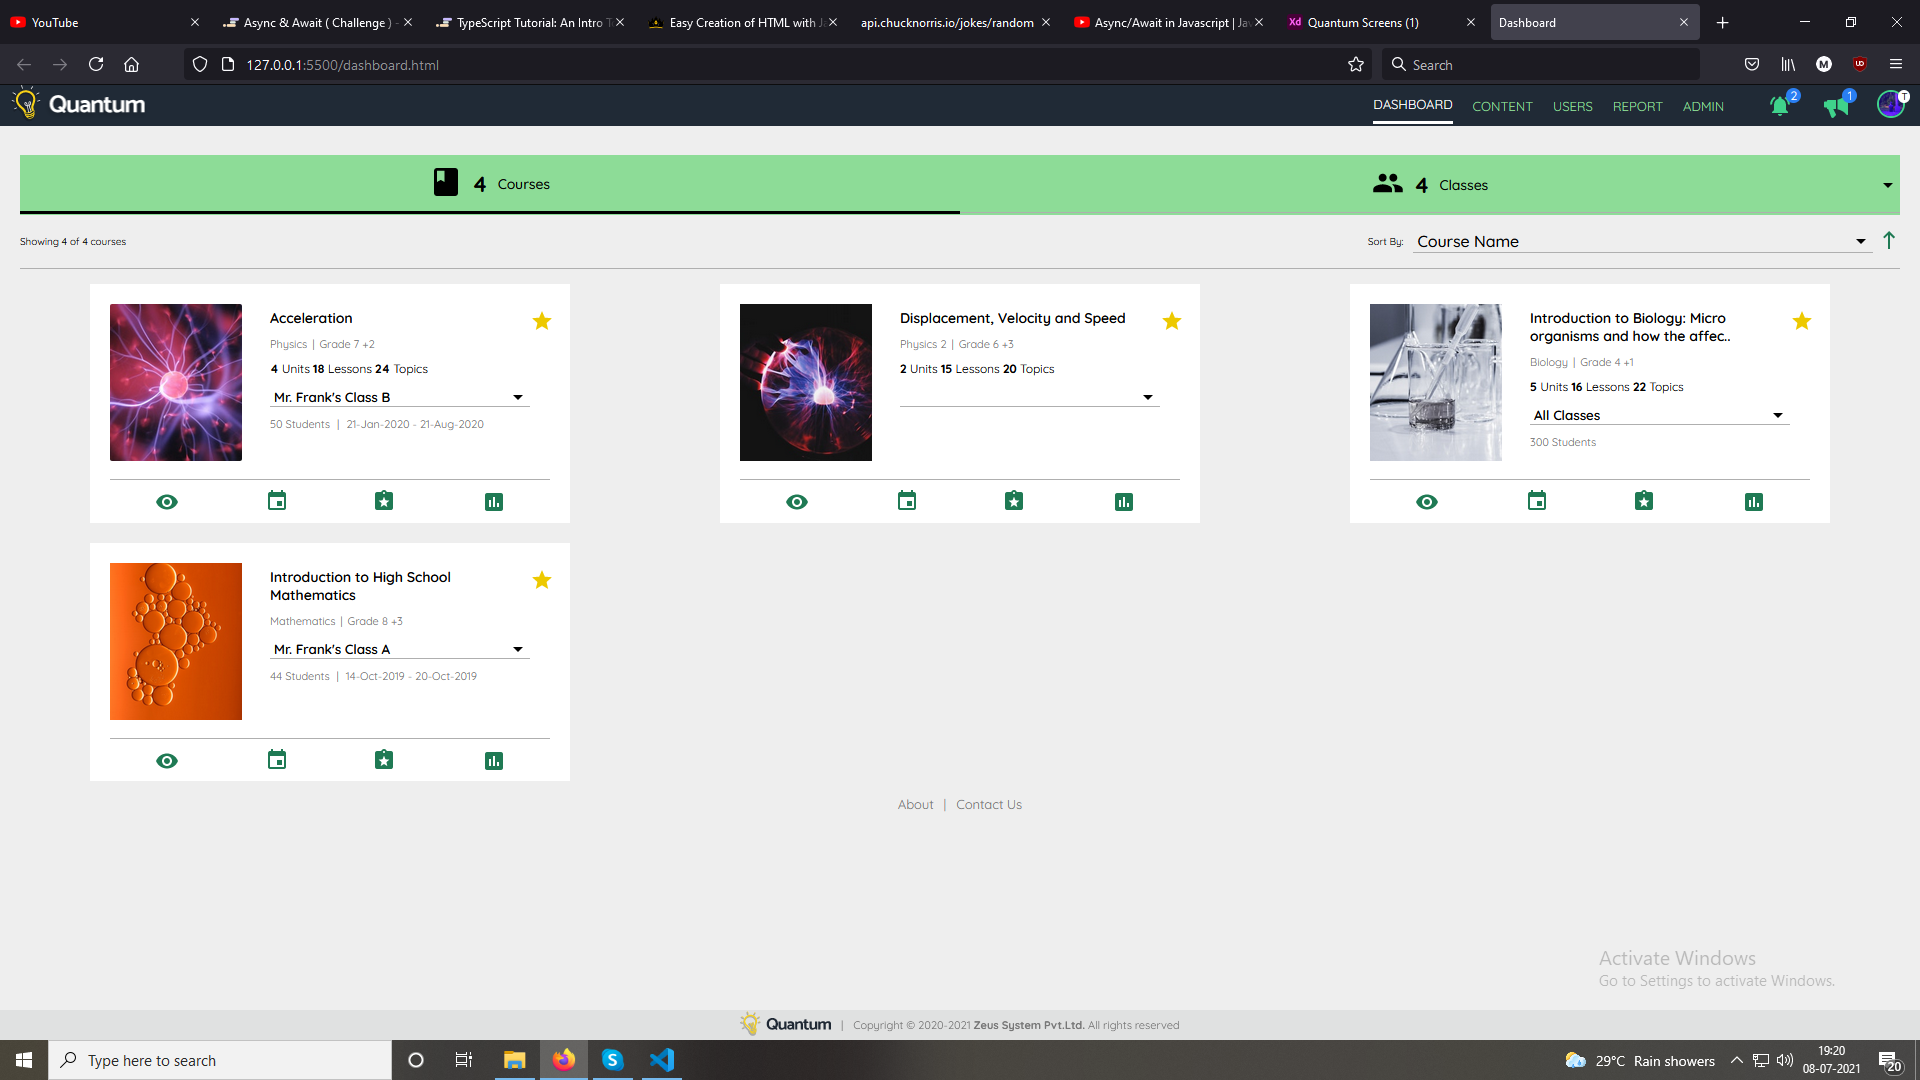 YouTube
Async & Await ( Challenge ) -
TypeScript Tutorial: An Intro T
Easy Creation of HTML with J
api.chucknorris.io/jokes/random
Async/Await in Javascript | Jav
Xd Quantum Screens (1)
Dashboard
127.0.0.1:5500/dashboard.html
Search
M
UD
Quantum
DASHBOARD CONTENT USERS REPORT ADMIN 2 1 T
4 Courses
4 Classes
Showing 4 of 4 courses
Sort By: Course Name
Acceleration
Physics | Grade 7 +2
4 Units 18 Lessons 24 Topics
Mr. Frank's Class B
50 Students | 21-Jan-2020 - 21-Aug-2020
Displacement, Velocity and Speed
Physics 2 | Grade 6 +3
2 Units 15 Lessons 20 Topics
Introduction to Biology: Micro
organisms and how the affec..
Biology | Grade 4 +1
5 Units 16 Lessons 22 Topics
All Classes
300 Students
Introduction to High School
Mathematics
Mathematics | Grade 8 +3
Mr. Frank's Class A
44 Students | 14-Oct-2019 - 20-Oct-2019
About | Contact Us
Activate Windows
Go to Settings to activate Windows.
Quantum | Copyright © 2020-2021 Zeus System Pvt.Ltd. All rights reserved
Type here to search
S
29°C Rain showers
19:20
08-07-2021
20